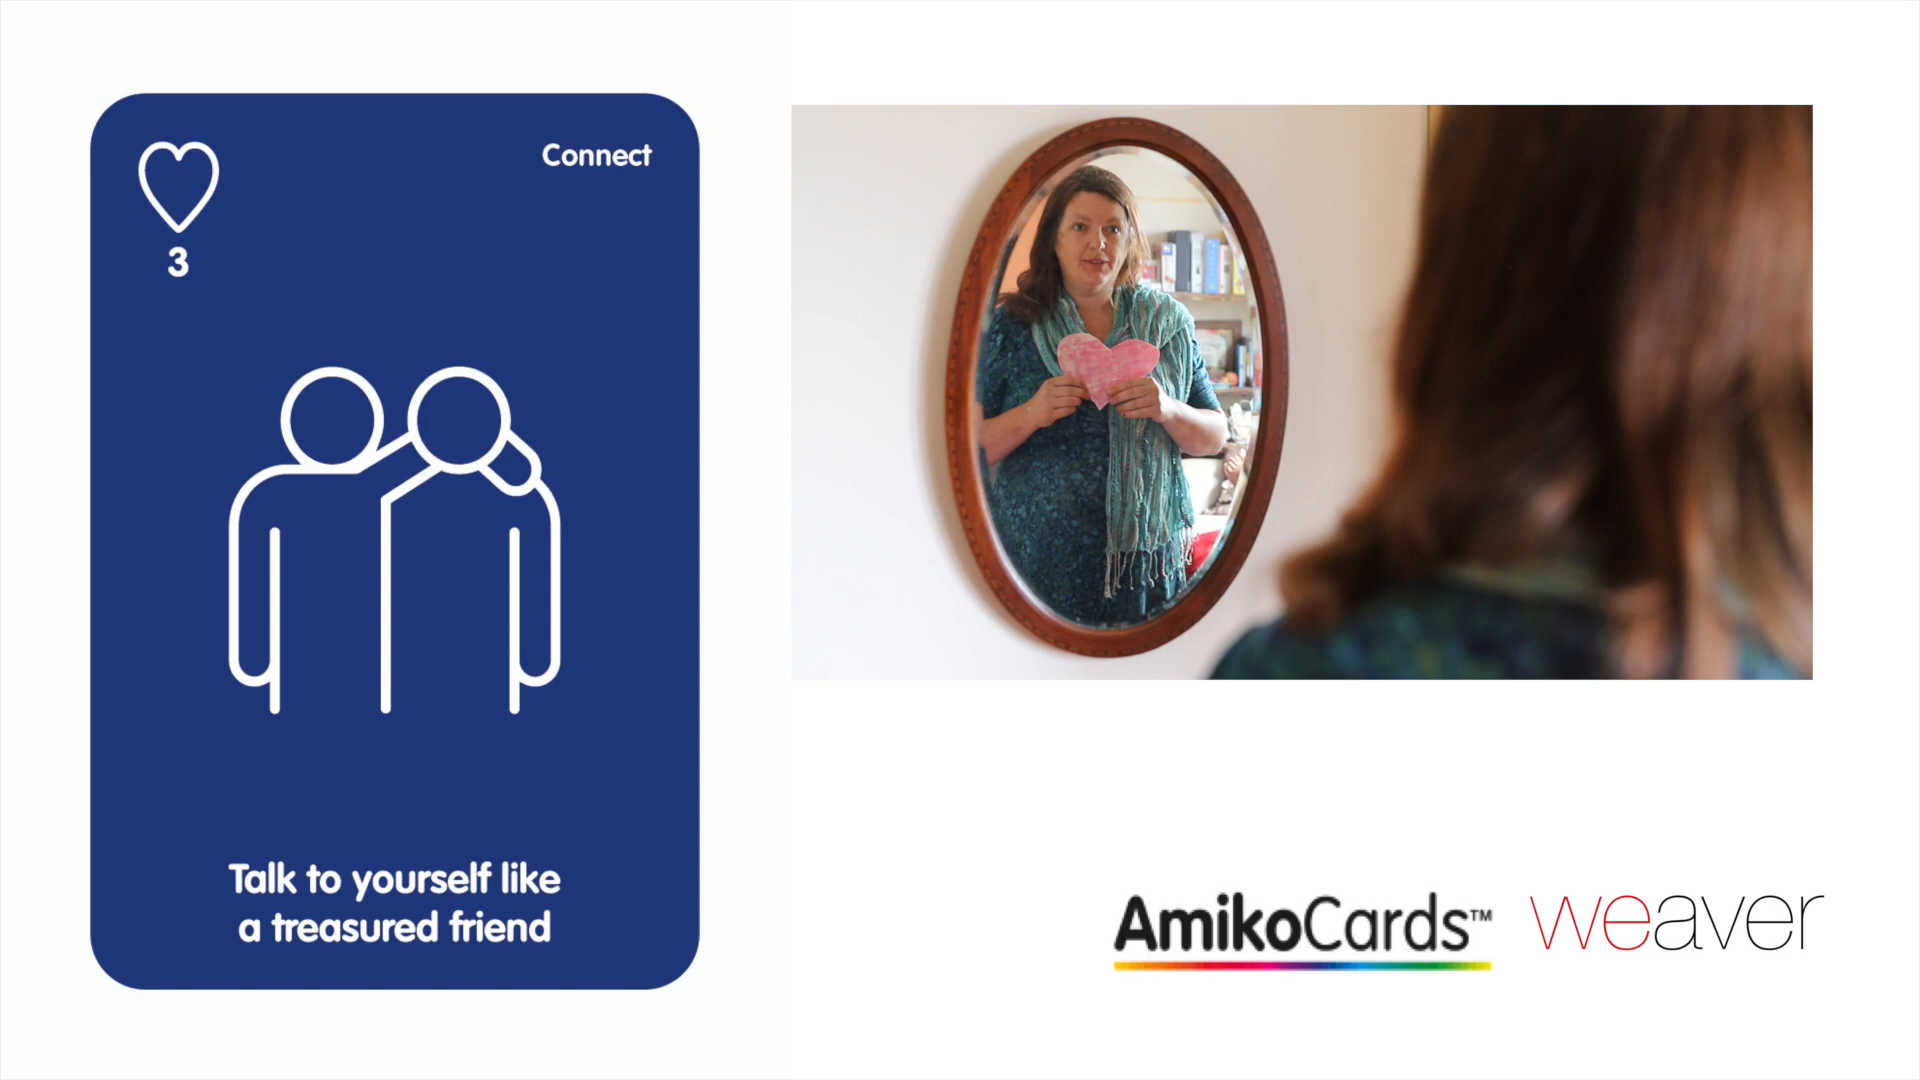 Connect
3
Talk to yourself like
a treasured friend
AmikoCards™
weaver